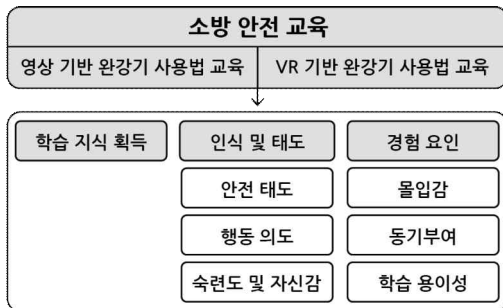 소방 안전 교육
영상 기반 완강기 사용법 교육 VR 기반 완강기 사용법 교육
학습 지식 획득 인식 및 태도 경험 요인
안전 태도 몰입감
행동 의도 동기부여
숙련도 및 자신감 학습 용이성